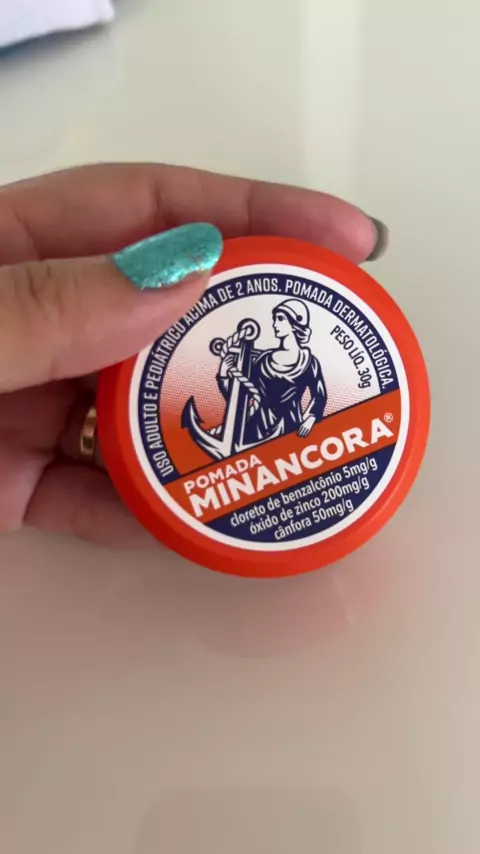 USO ADULTO E PEDIÁTRICO ACIMA DE 2 ANOS. POMADA DERMATOLÓGICA.
PESO LÍQ. 30g
POMADA
MINANCORA®
cloreto de benzalcônio 5mg/g
óxido de zinco 200mg/g
cânfora 50mg/g